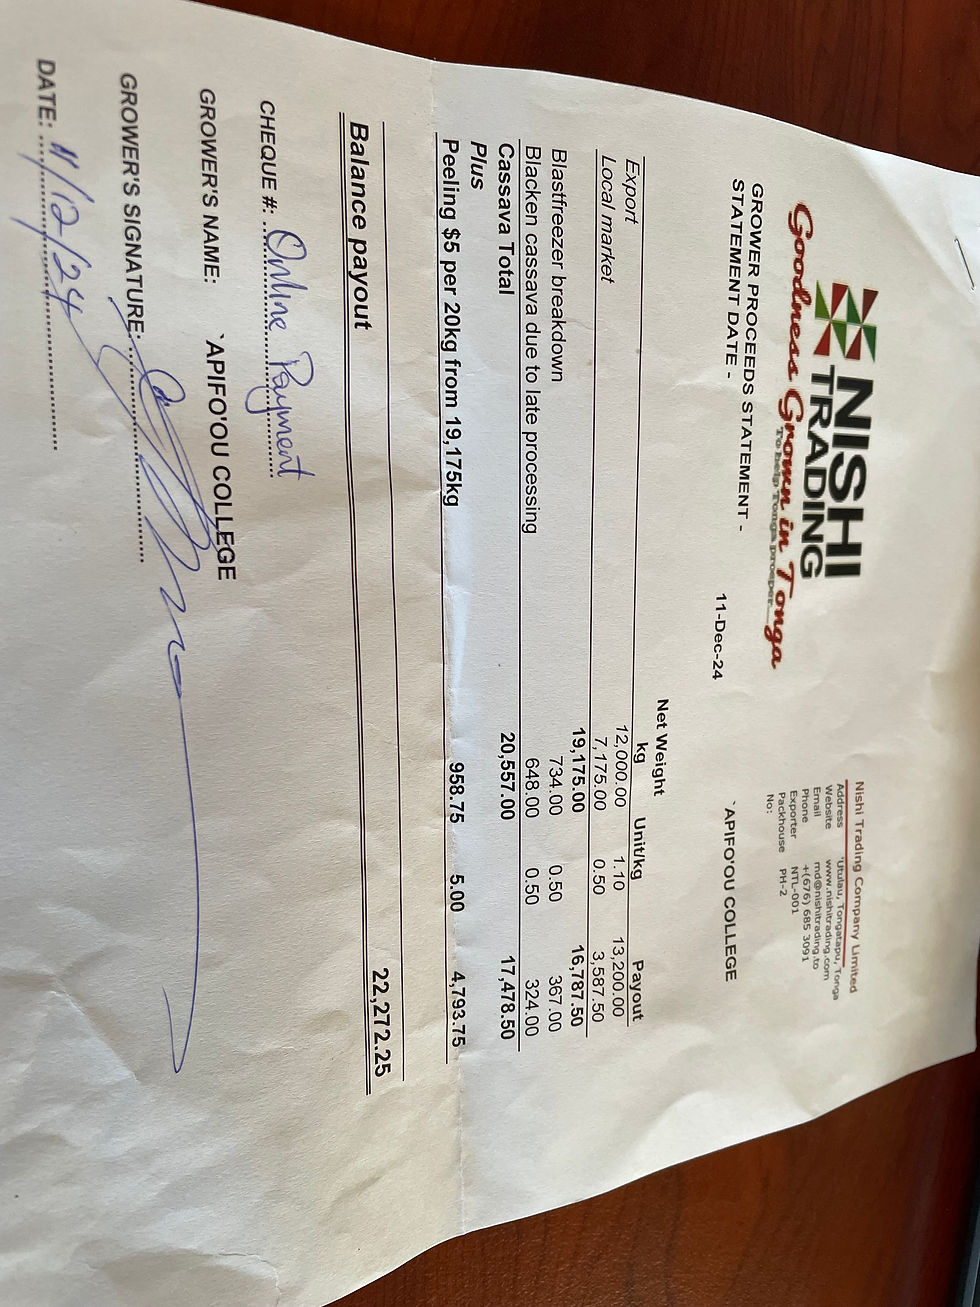 NISHI
TRADING
Goodness Grown in Tonga
To help Tonga prosper....
Nishi Trading Company Limited
Address 'Utulau, Tongatapu, Tonga
Website www.nishitrading.com
Email md@nishitrading.to
Phone +(676) 685 3091
Exporter NTL-001
Packhouse No: PH-2
GROWER PROCEEDS STATEMENT - `APIFO'OU COLLEGE
STATEMENT DATE - 11-Dec-24
Net Weight
kg Unit/kg Payout
Export 12,000.00 1.10 13,200.00
Local market 7,175.00 0.50 3,587.50
19,175.00 16,787.50
Blastfreezer breakdown 734.00 0.50 367.00
Blacken cassava due to late processing 648.00 0.50 324.00
Cassava Total 20,557.00 17,478.50
Plus
Peeling $5 per 20kg from 19,175kg 958.75 5.00 4,793.75
Balance payout 22,272.25
CHEQUE #: Online Payment
GROWER'S NAME: `APIFO'OU COLLEGE
GROWER'S SIGNATURE:
DATE: 11/12/24